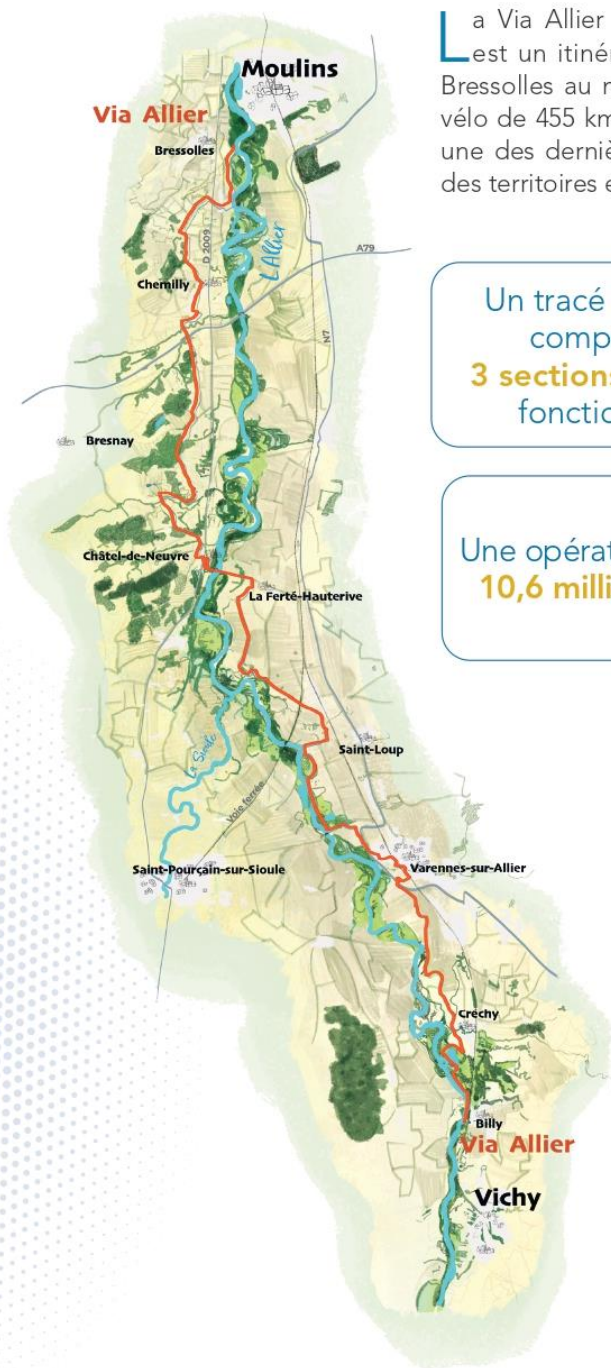 La Via Allier
est un itinér
Bressolles au n
vélo de 455 km
une des derniè
des territoires e
Moulins
Via Allier
Bressolles
D 2009
L'Allier
A79
Chemilly
N7
Un tracé
comp
3 sections
fonctio
Bresnay
Châtel-de-Neuvre
La Ferté-Hauterive
Une opérat
10,6 milli
La Sioule
Saint-Loup
Voie ferrée
Saint-Pourçain-sur-Sioule
Varennes-sur-Allier
Crechy
Billy
Via Allier
Vichy